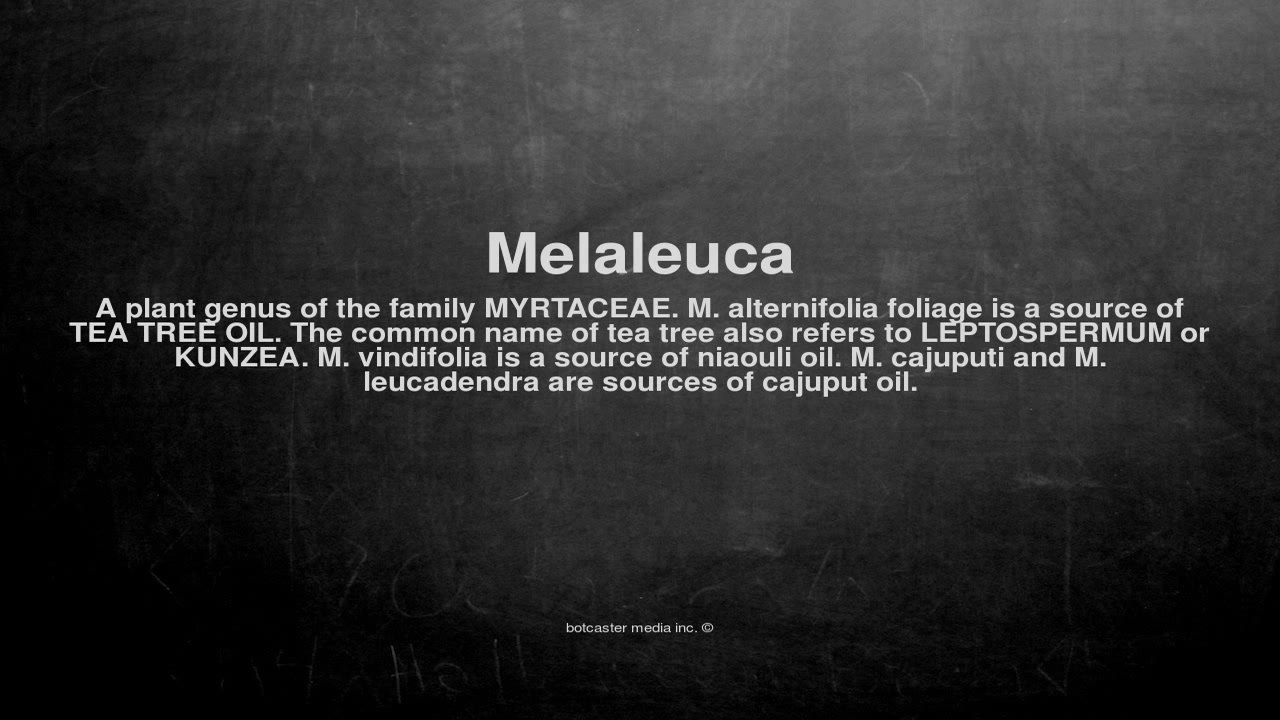 Melaleuca
A plant genus of the family MYRTACEAE. M. alternifolia foliage is a source of
TEA TREE OIL. The common name of tea tree also refers to LEPTOSPERMUM or
KUNZEA. M. vindifolia is a source of niaouli oil. M. cajuputi and M.
leucadendra are sources of cajuput oil.
botcaster media inc. ©